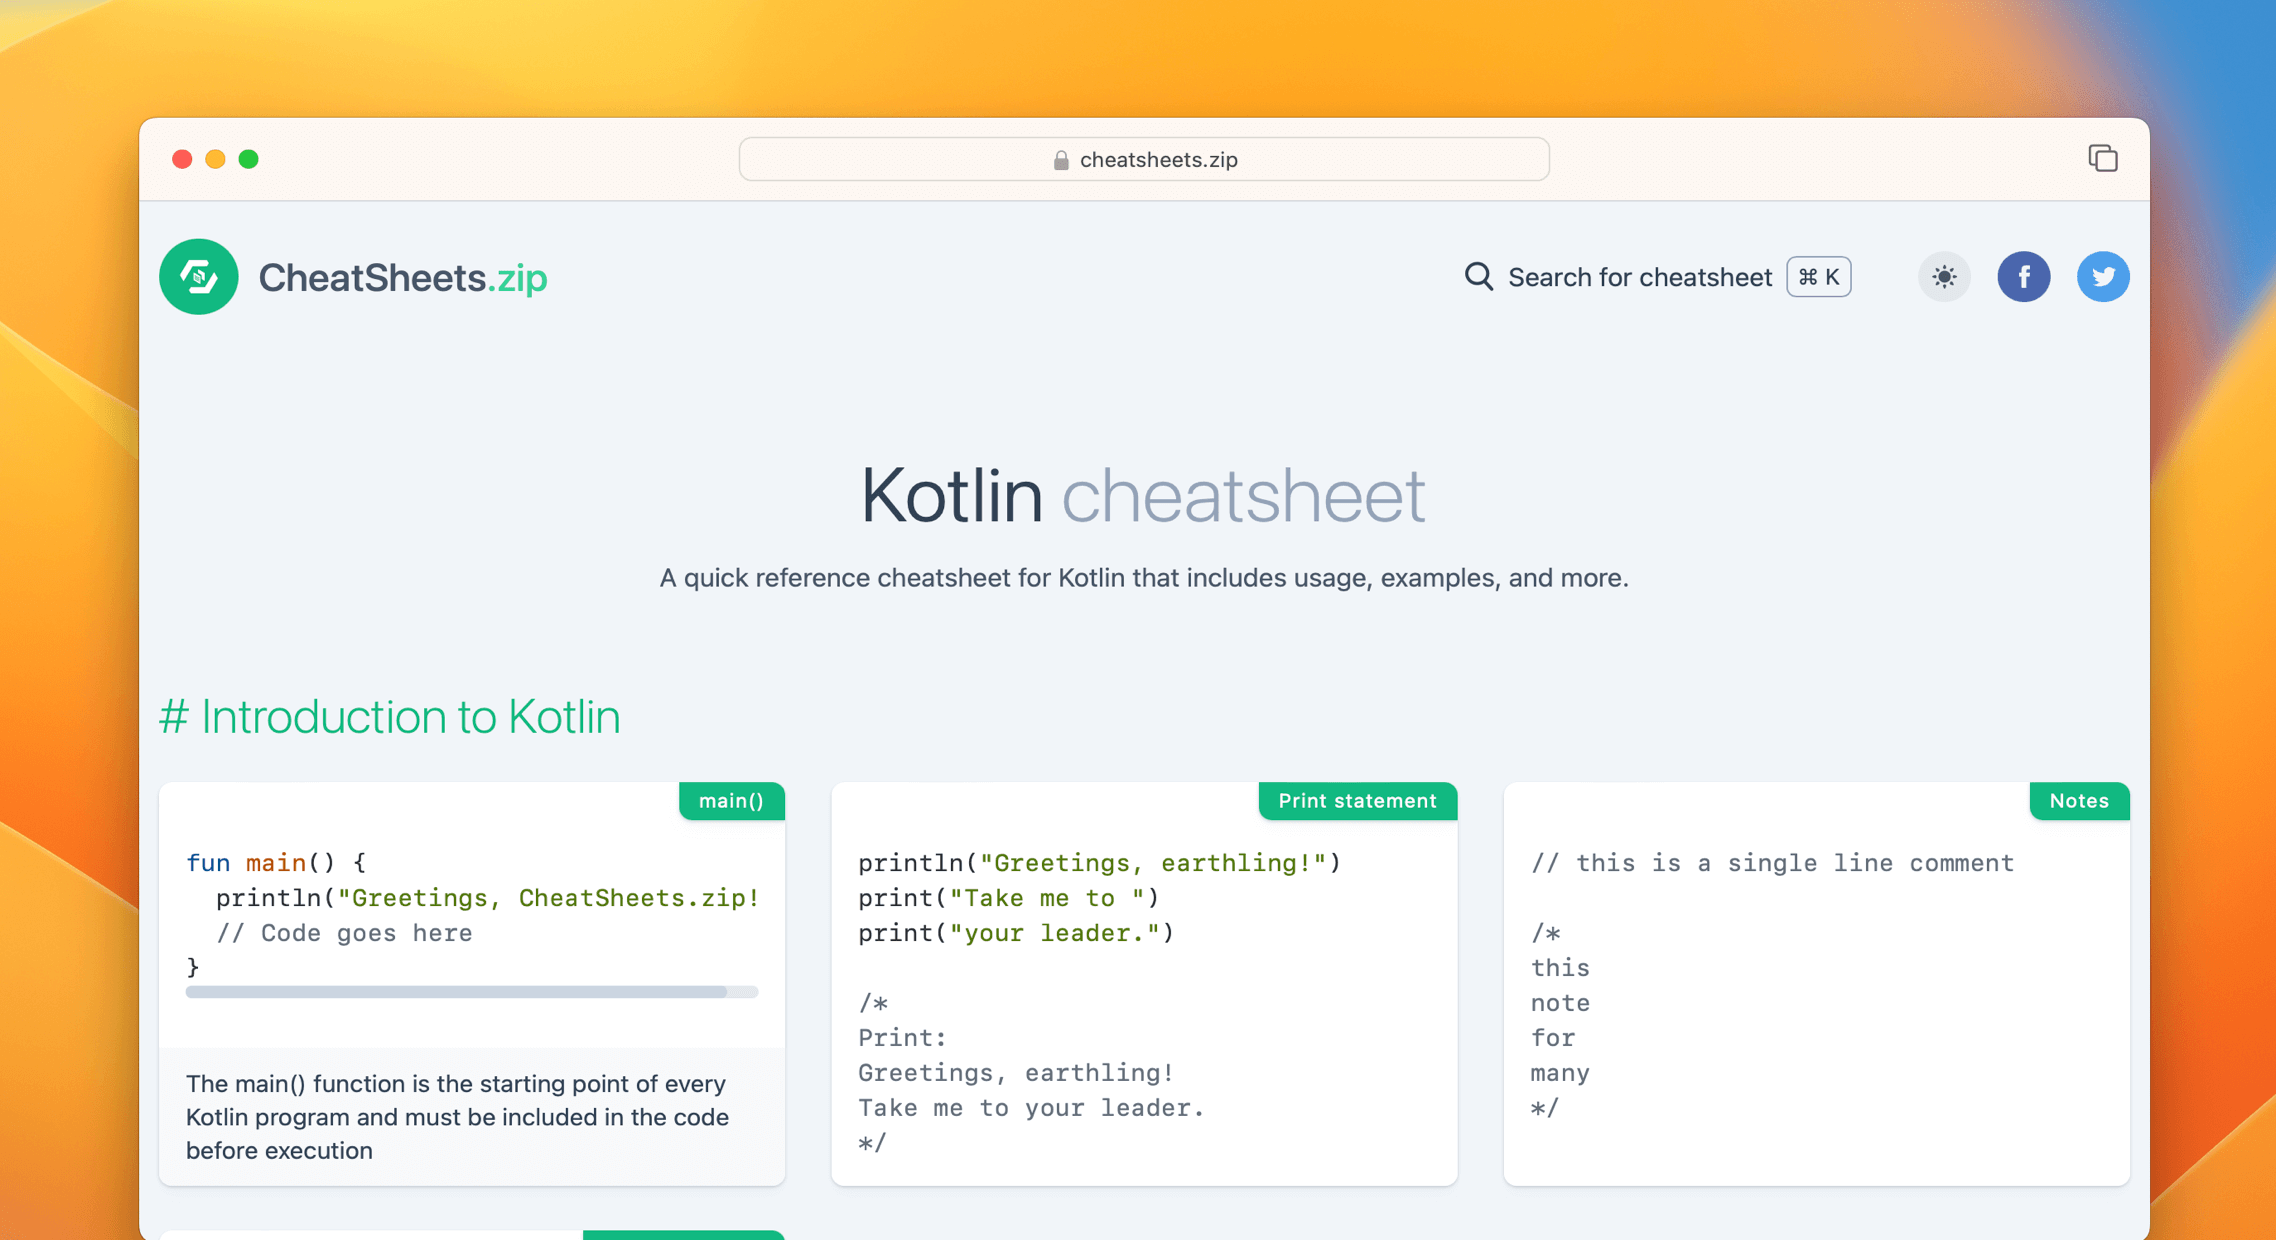 cheatsheets.zip
CheatSheets.zip
Search for cheatsheet ⌘ K
f
Kotlin cheatsheet
A quick reference cheatsheet for Kotlin that includes usage, examples, and more.
# Introduction to Kotlin
main()
fun main() {
  println("Greetings, CheatSheets.zip!
  // Code goes here
}
The main() function is the starting point of every
Kotlin program and must be included in the code
before execution
Print statement
println("Greetings, earthling!")
print("Take me to ")
print("your leader.")
/*
Print:
Greetings, earthling!
Take me to your leader.
*/
Notes
// this is a single line comment
/*
this
note
for
many
*/